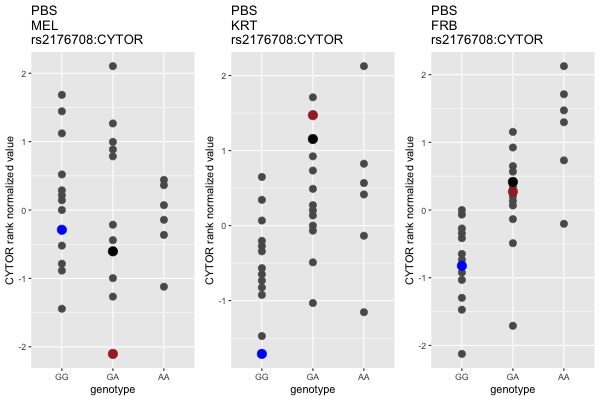 PBS
MEL
rs2176708:CYTOR
CYTOR rank normalized value
2
1
0
-1
-2
GG
GA
AA
genotype
PBS
KRT
rs2176708:CYTOR
CYTOR rank normalized value
2
1
0
-1
GG
GA
AA
genotype
PBS
FRB
rs2176708:CYTOR
CYTOR rank normalized value
2
1
0
-1
-2
GG
GA
AA
genotype